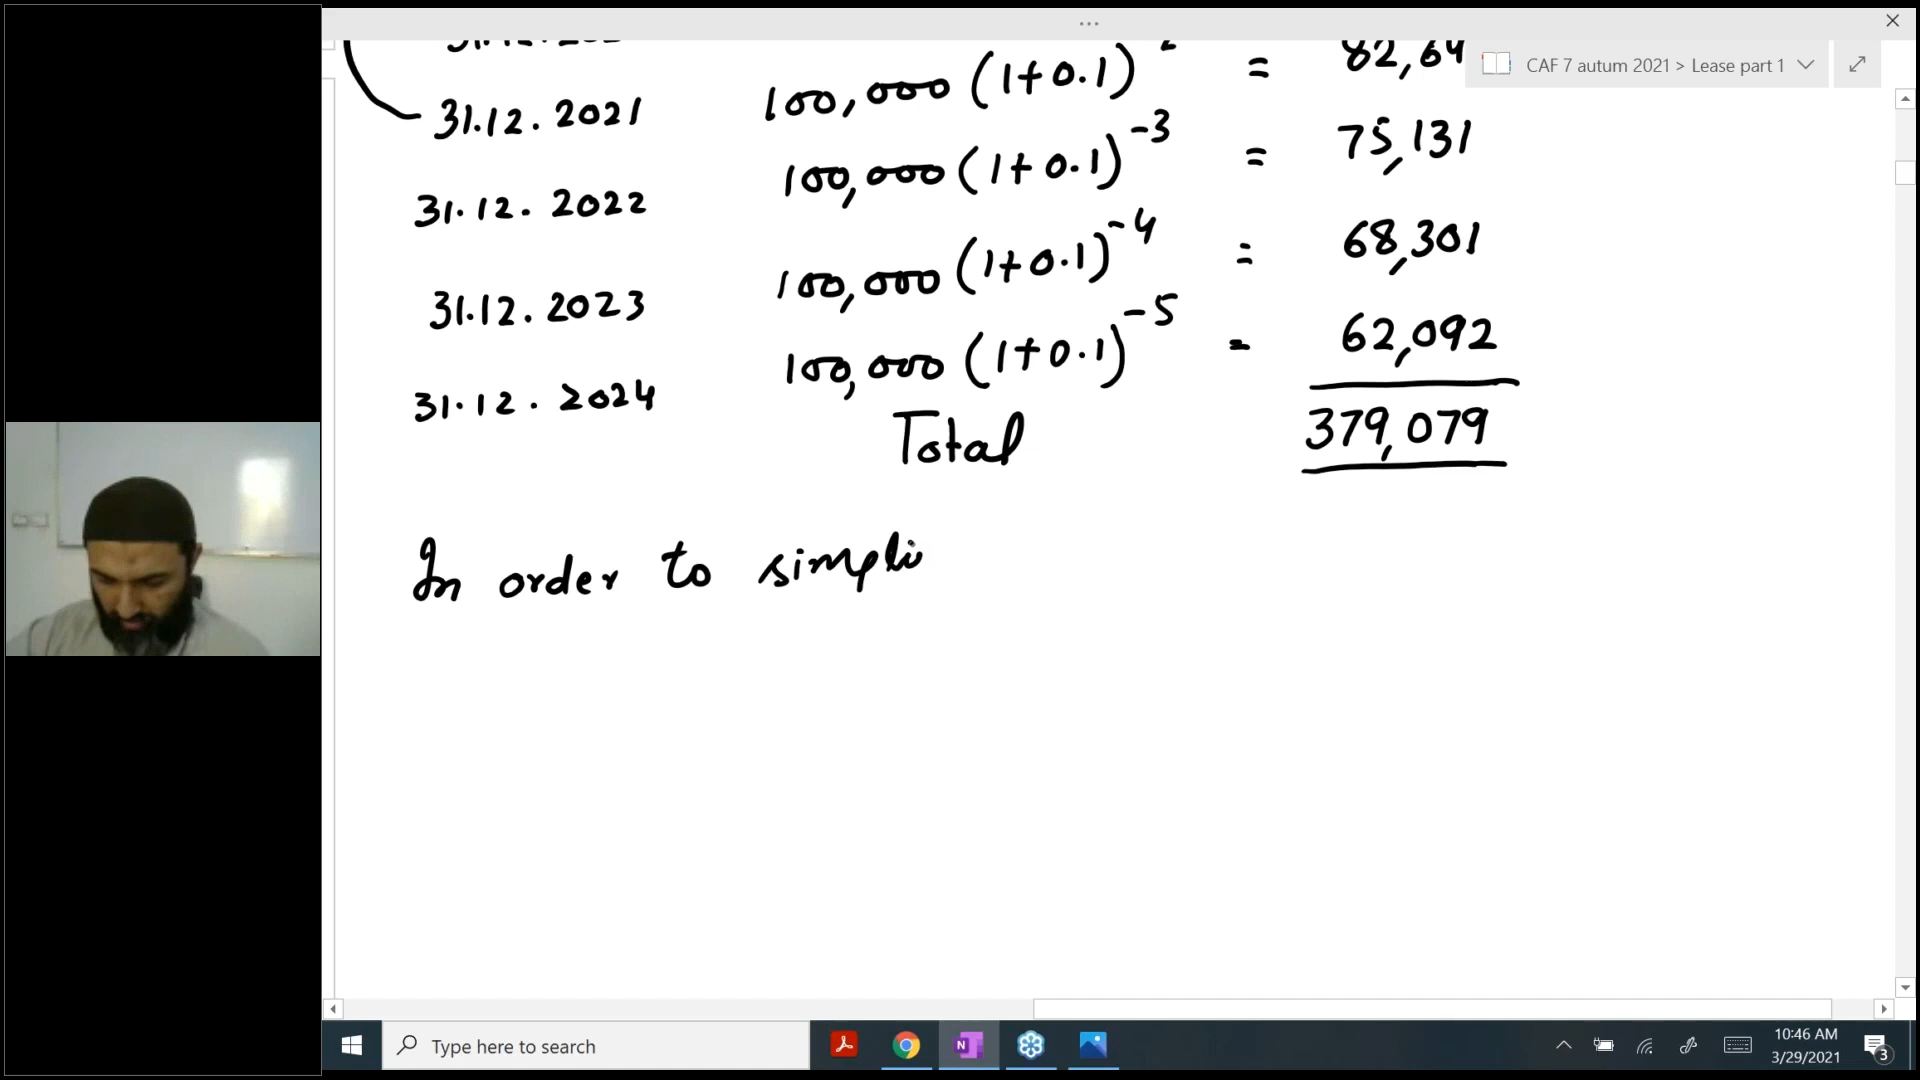 CAF 7 autum 2021 > Lease part 1
100,000 (1+0.1)
= 82,64
31.12.2021
100,000 (1+0.1)-3 = 75,131
31.12.2022
100,000 (1+0.1)-4 = 68,301
31.12.2023
100,000 (1+0.1)-5 = 62,092
31.12.2024
Total 379,079
In order to simpli
Type here to search
N
10:46 AM
3/29/2021
3